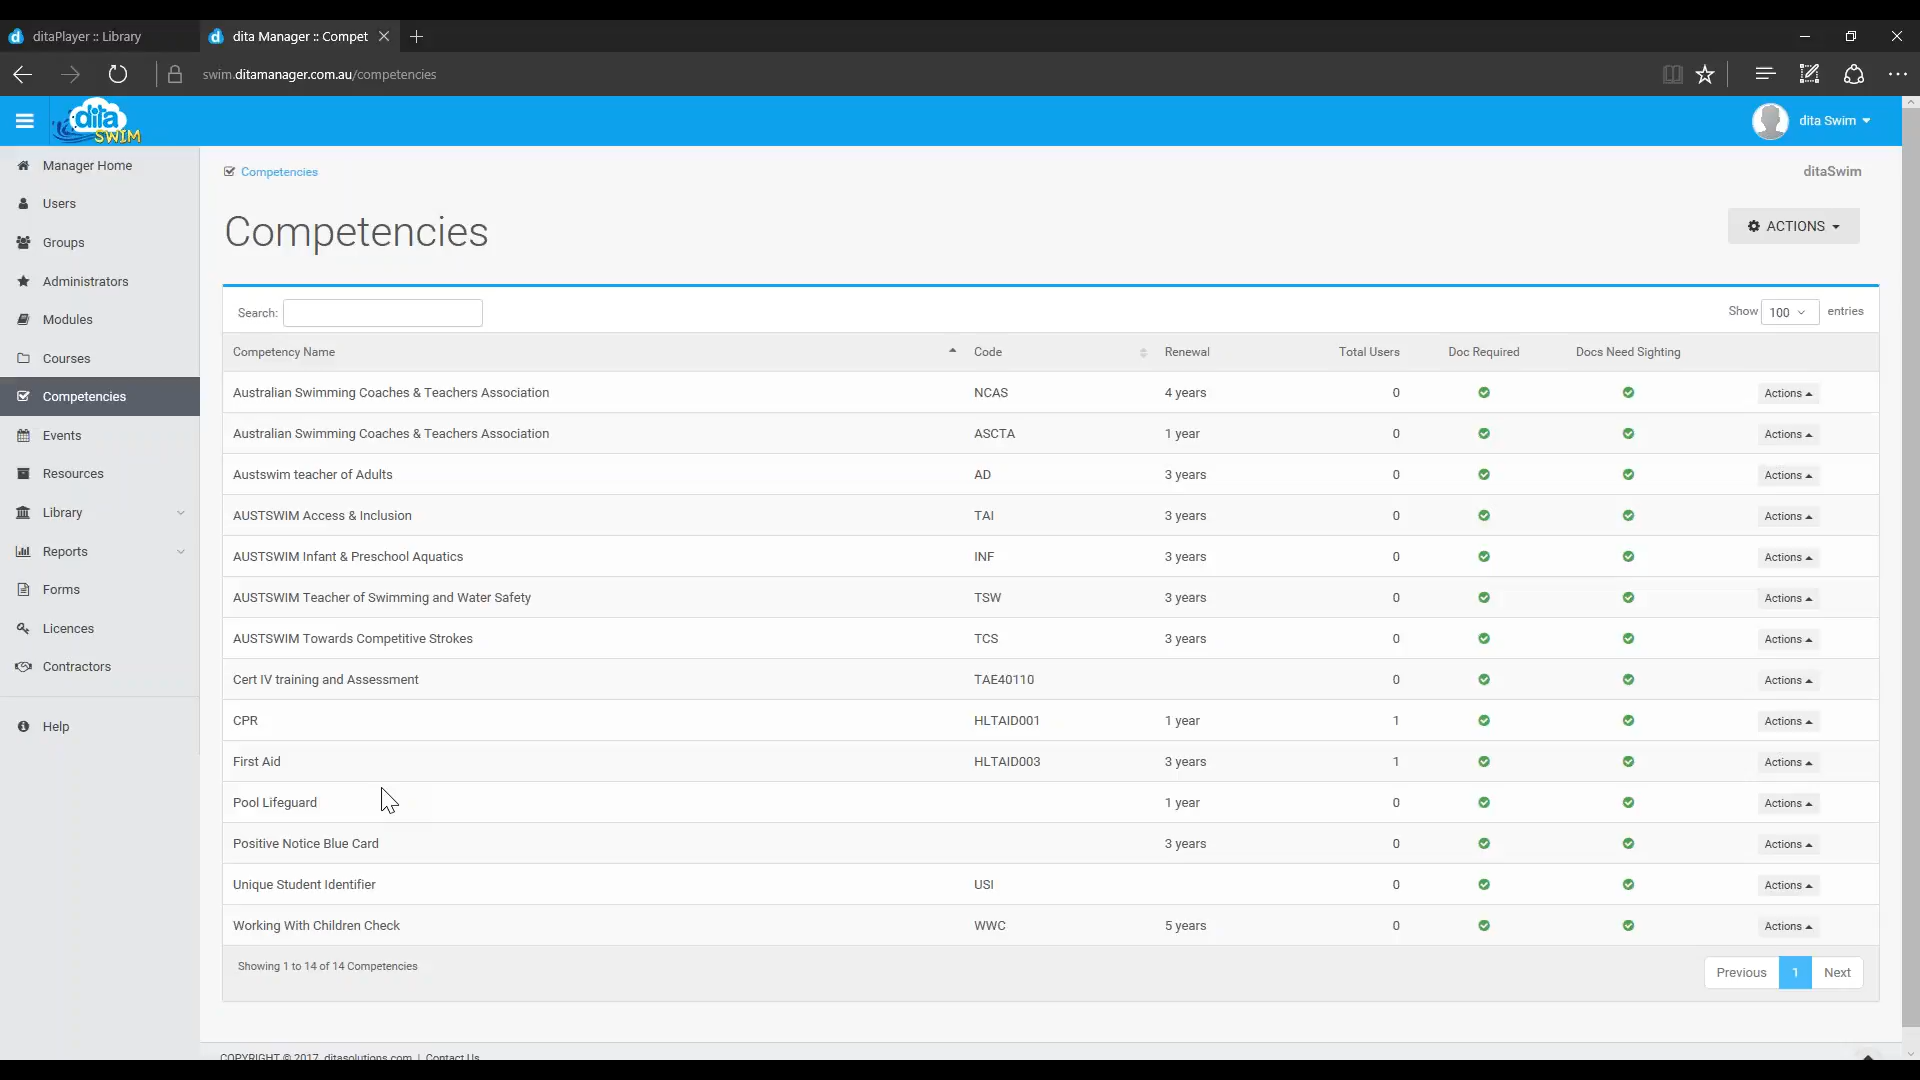 ditaPlayer :: Library
dita Manager :: Compet
swim.ditamanager.com.au/competencies
dita SWIM
dita Swim
Manager Home
Users
Groups
Administrators
Modules
Courses
Competencies
Events
Resources
Library
Reports
Forms
Licences
Contractors
Help
Competencies
ditaSwim
Competencies
ACTIONS
Search:
Show 100 entries
Competency Name Code Renewal Total Users Doc Required Docs Need Sighting
Australian Swimming Coaches & Teachers Association NCAS 4 years 0 Actions
Australian Swimming Coaches & Teachers Association ASCTA 1 year 0 Actions
Austswim teacher of Adults AD 3 years 0 Actions
AUSTSWIM Access & Inclusion TAI 3 years 0 Actions
AUSTSWIM Infant & Preschool Aquatics INF 3 years 0 Actions
AUSTSWIM Teacher of Swimming and Water Safety TSW 3 years 0 Actions
AUSTSWIM Towards Competitive Strokes TCS 3 years 0 Actions
Cert IV training and Assessment TAE40110 0 Actions
CPR HLTAID001 1 year 1 Actions
First Aid HLTAID003 3 years 1 Actions
Pool Lifeguard 1 year 0 Actions
Positive Notice Blue Card 3 years 0 Actions
Unique Student Identifier USI 0 Actions
Working With Children Check WWC 5 years 0 Actions
Showing 1 to 14 of 14 Competencies
Previous 1 Next
COPYRIGHT © 2017 ditasolutions.com | Contact Us